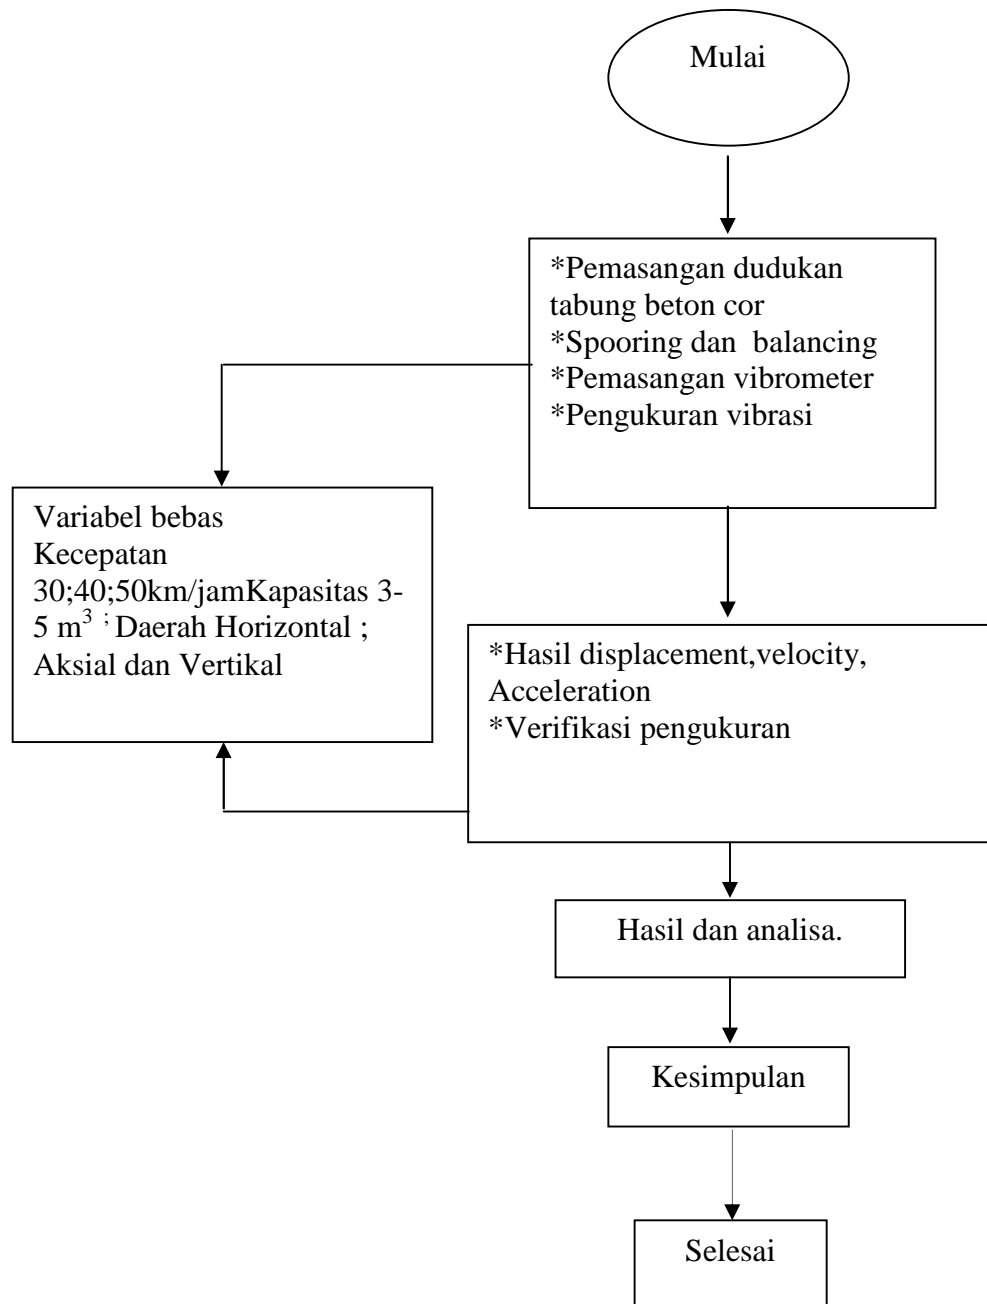 Mulai
*Pemasangan dudukan
tabung beton cor
*Spooring dan  balancing
*Pemasangan vibrometer
*Pengukuran vibrasi
Variabel bebas
Kecepatan
30;40;50km/jamKapasitas 3-
5 m³ ; Daerah Horizontal ;
Aksial dan Vertikal
*Hasil displacement,velocity,
Acceleration
*Verifikasi pengukuran
Hasil dan analisa.
Kesimpulan
Selesai